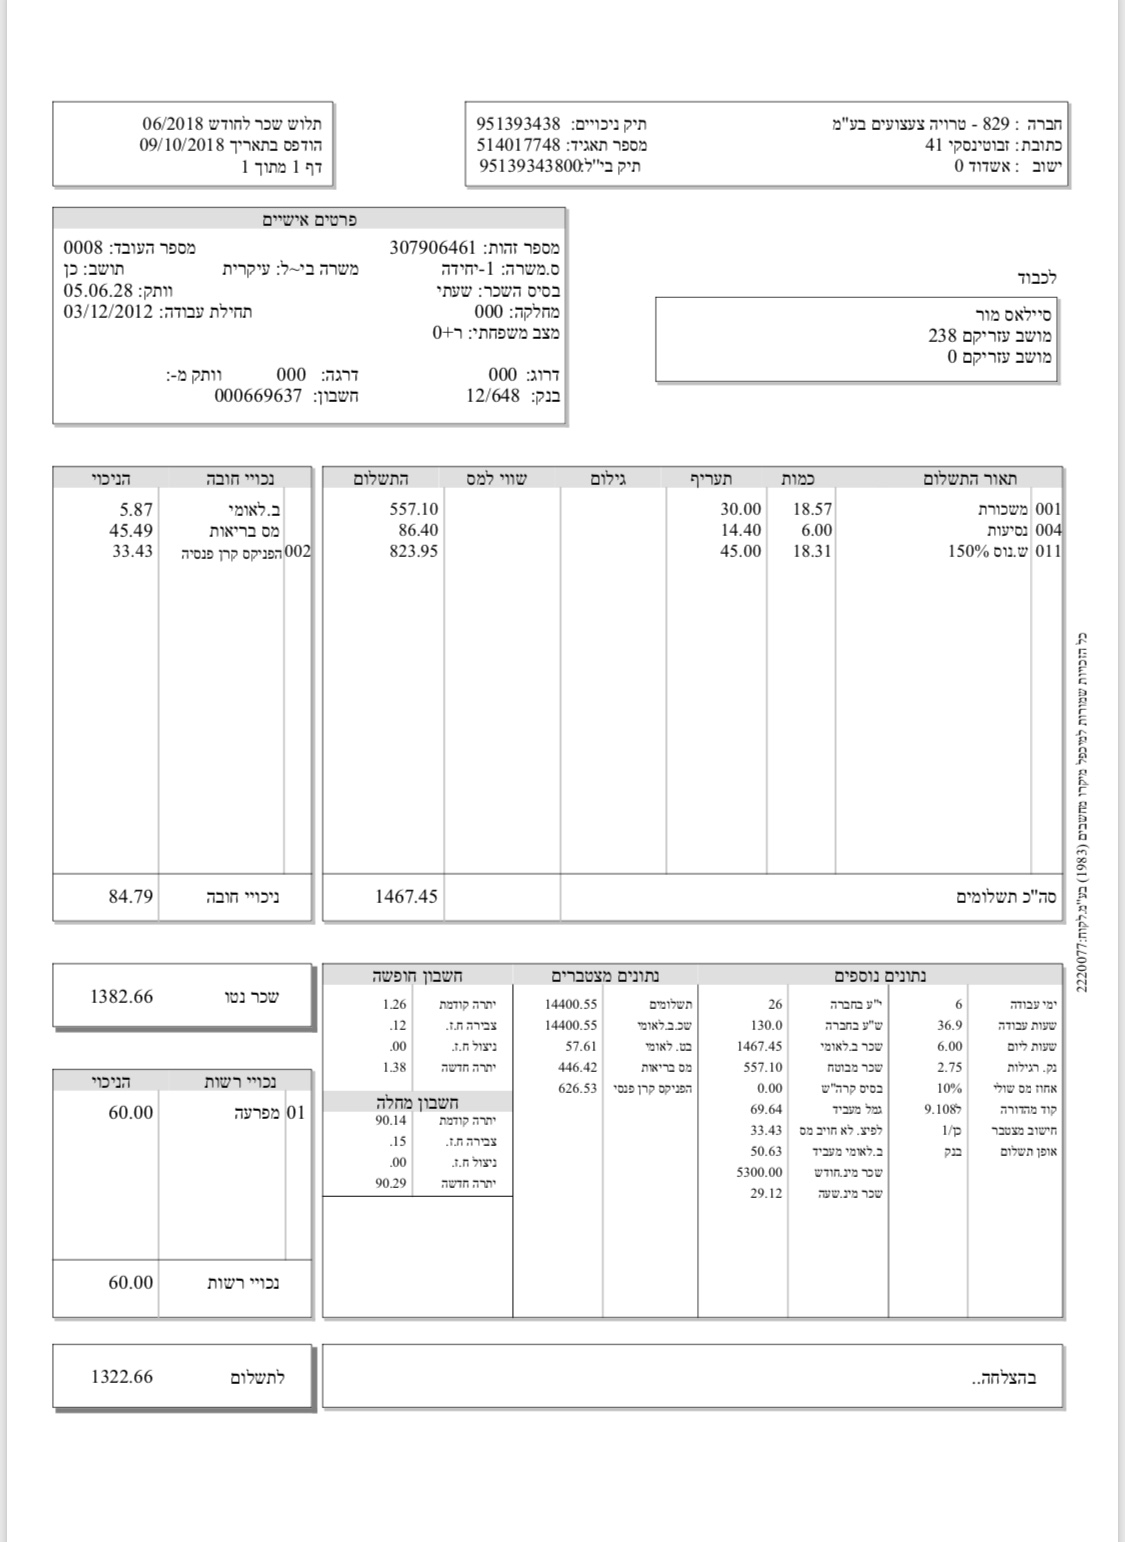 חברה : 829 - טרויה צעצועים בע"מ תיק ניכויים: 951393438
כתובת: זבוטינסקי 41 מספר תאגיד: 514017748
ישוב : אשדוד 0 תיק בי"ל:95139343800
תלוש שכר לחודש 06/2018
הודפס בתאריך 09/10/2018
דף 1 מתוך 1
פרטים אישיים
מספר זהות: 307906461 מספר העובד: 0008
ס.משרה: 1-יחידה משרה בי~ל: עיקרית תושב: כן
בסיס השכר: שעתי וותק: 05.06.28
מחלקה: 000 תחילת עבודה: 03/12/2012
מצב משפחתי: ר+0
דרוג: 000 דרגה: 000 וותק מ-:
בנק: 12/648 חשבון: 000669637
לכבוד
סיילאס מור
מושב עזריקם 238
מושב עזריקם 0
תאור התשלום כמות תעריף גילום שווי למס התשלום
001 משכורת 18.57 30.00 557.10
004 נסיעות 6.00 14.40 86.40
011 ש.נוס 150% 18.31 45.00 823.95
סה"כ תשלומים 1467.45
נכויי חובה הניכוי
ב.לאומי 5.87
מס בריאות 45.49
002 הפניקס קרן פנסיה 33.43
ניכויי חובה 84.79
כל הזכויות שמורות למיכפל מיקרו מחשבים (1983) בע"מ.לקוח:2220077
נתונים נוספים
ימי עבודה 6 י"ע בחברה 26
שעות עבודה 36.9 ש"ע בחברה 130.0
שעות ליום 6.00 שכר ב.לאומי 1467.45
נק. רגילות 2.75 שכר מבוטח 557.10
אחוז מס שולי 10% בסיס קרה"ש 0.00
קוד מהדורה 9.108ל גמל מעביד 69.64
חישוב מצטבר כן/1 לפיצ. לא חויב מס 33.43
אופן תשלום בנק ב.לאומי מעביד 50.63
שכר מינ.חודש 5300.00
שכר מינ.שעה 29.12
נתונים מצטברים
תשלומים 14400.55
שכ.ב.לאומי 14400.55
בט. לאומי 57.61
מס בריאות 446.42
הפניקס קרן פנסי 626.53
חשבון חופשה
יתרה קודמת 1.26
צבירה ח.ז. .12
ניצול ח.ז. .00
יתרה חדשה 1.38
חשבון מחלה
יתרה קודמת 90.14
צבירה ח.ז. .15
ניצול ח.ז. .00
יתרה חדשה 90.29
שכר נטו 1382.66
נכויי רשות הניכוי
01 מפרעה 60.00
נכויי רשות 60.00
בהצלחה..
לתשלום 1322.66